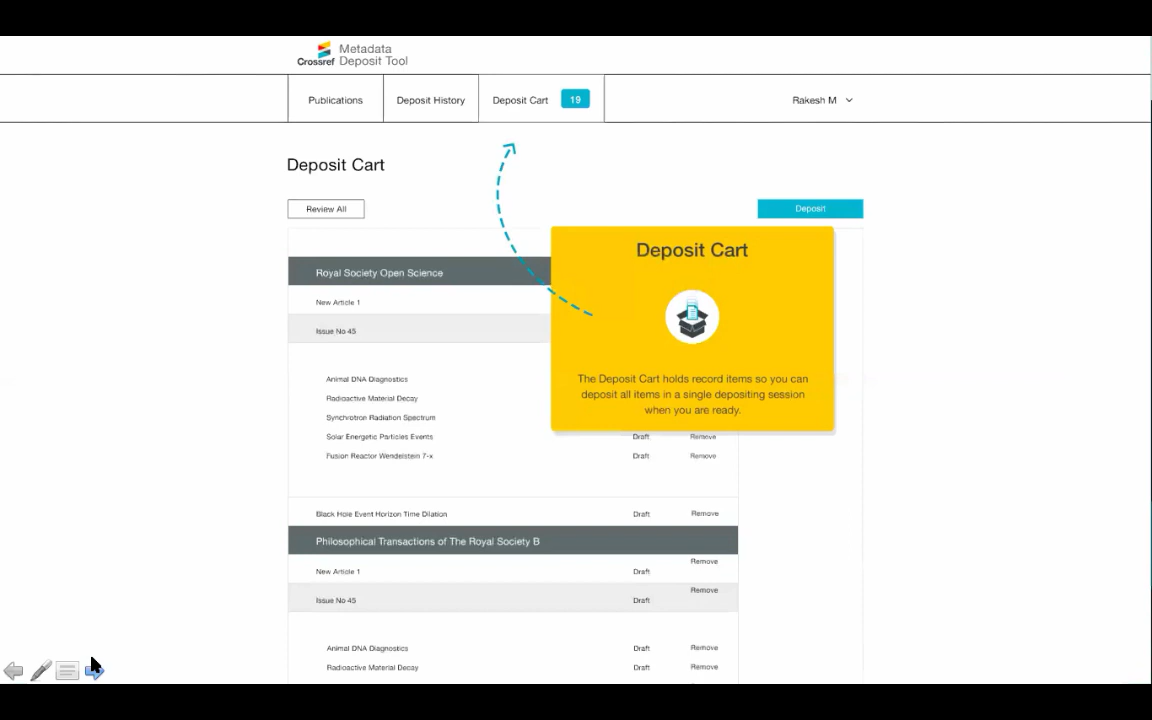 Metadata
Crossref Deposit Tool
Publications
Deposit History
Deposit Cart 19
Rakesh M
Deposit Cart
Review All
Deposit
Deposit Cart
The Deposit Cart holds record items so you can
deposit all items in a single depositing session
when you are ready.
Royal Society Open Science
New Article 1
Issue No 45
Animal DNA Diagnostics
Radioactive Material Decay
Synchrotron Radiation Spectrum
Solar Energetic Particles Events Draft Remove
Fusion Reactor Wendelstein 7-x Draft Remove
Black Hole Event Horizon Time Dilation Draft Remove
Philosophical Transactions of The Royal Society B
New Article 1 Draft Remove
Issue No 45 Draft Remove
Animal DNA Diagnostics Draft Remove
Radioactive Material Decay Draft Remove